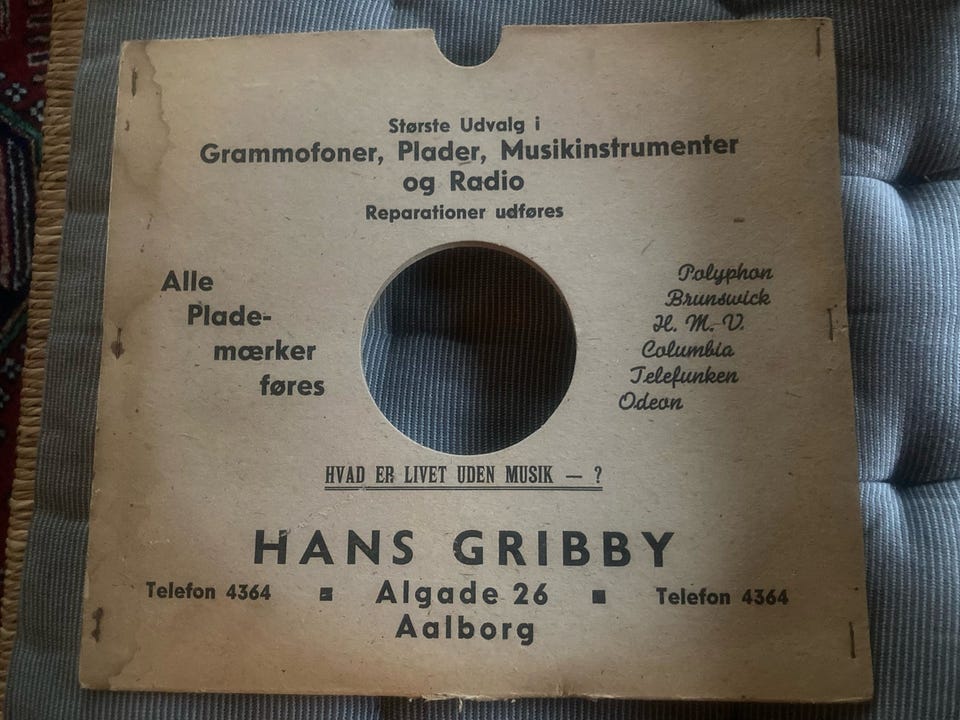 Største Udvalg i
Grammofoner, Plader, Musikinstrumenter
og Radio
Reparationer udføres
Alle
Plade-
mærker
føres
Polyphon
Brunswick
H. M. V.
Columbia
Telefunken
Odeon
HVAD ER LIVET UDEN MUSIK — ?
HANS GRIBBY
Telefon 4364 ■ Algade 26 ■ Telefon 4364
Aalborg